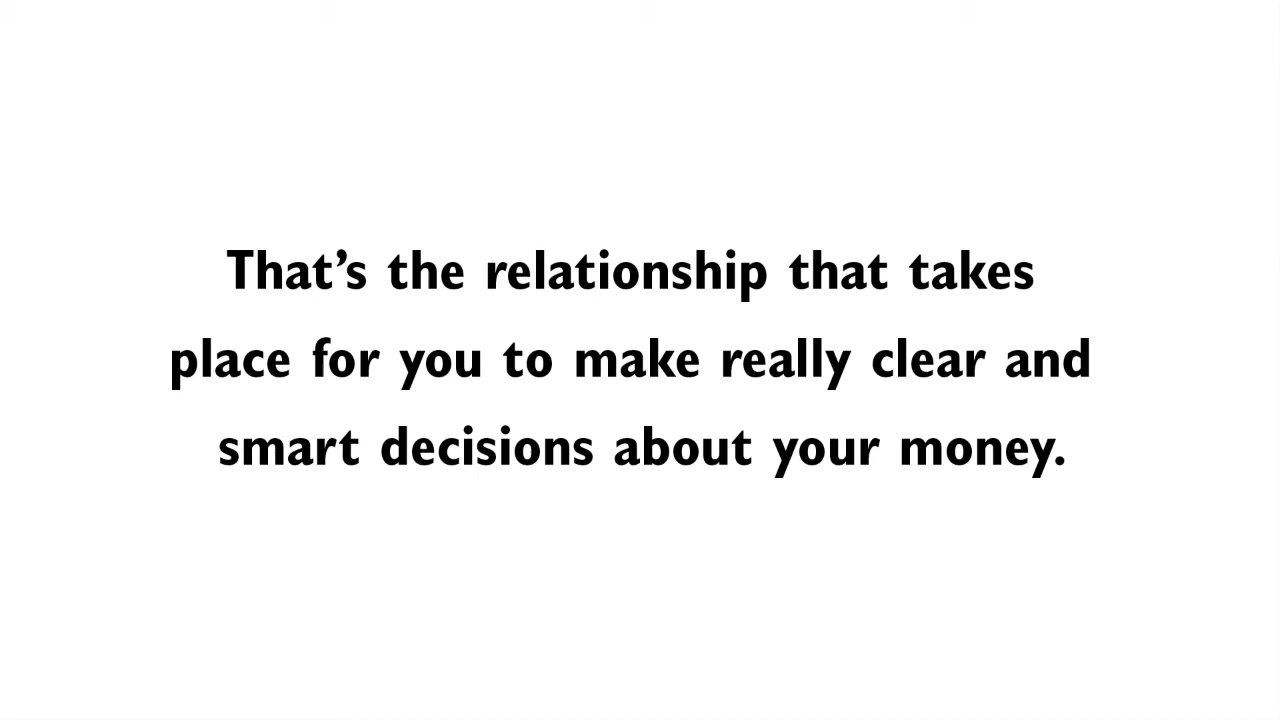 That’s the relationship that takes
place for you to make really clear and
smart decisions about your money.